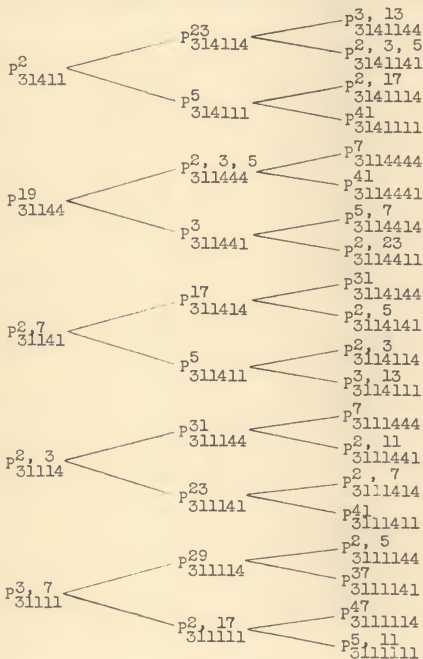 P^{2}_{31411}
P^{19}_{31144}
P^{2,7}_{31141}
P^{2, 3}_{31114}
P^{3, 7}_{31111}
P^{23}_{314114}
P^{5}_{314111}
P^{2, 3, 5}_{311444}
P^{3}_{311441}
P^{17}_{311414}
P^{5}_{311411}
P^{31}_{311144}
P^{23}_{311141}
P^{29}_{311114}
P^{2, 17}_{311111}
P^{3, 13}_{3141144}
P^{2, 3, 5}_{3141141}
P^{2, 17}_{3141114}
P^{41}_{3141111}
P^{7}_{3114444}
P^{41}_{3114441}
P^{5, 7}_{3114414}
P^{2, 23}_{3114411}
P^{31}_{3114144}
P^{2, 5}_{3114141}
P^{2, 3}_{3114114}
P^{3, 13}_{3114111}
P^{7}_{3111444}
P^{2, 11}_{3111441}
P^{2, 7}_{3111414}
P^{41}_{3111411}
P^{2, 5}_{3111144}
P^{37}_{3111141}
P^{47}_{3111114}
P^{5, 11}_{3111111}